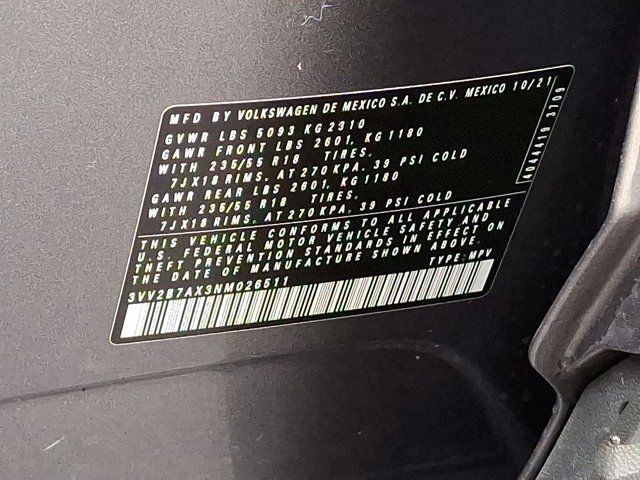 MFD BY VOLKSWAGEN DE MEXICO S.A. DE C.V. MEXICO 10/21
GVWR LBS 5093 KG 2310
GAWR FRONT LBS 2601, KG 1180
WITH 235/55 R18 TIRES,
7JX18 RIMS, AT 270 KPA, 39 PSI COLD
GAWR REAR LBS 2601, KG 1180
WITH 235/55 R18 TIRES,
7JX18 RIMS, AT 270 KPA, 39 PSI COLD
THIS VEHICLE CONFORMS TO ALL APPLICABLE
U.S. FEDERAL MOTOR VEHICLE SAFETY AND
THEFT PREVENTION STANDARDS IN EFFECT ON
THE DATE OF MANUFACTURE SHOWN ABOVE.
3VV2B7AX3NM026511 TYPE: MPV
3709